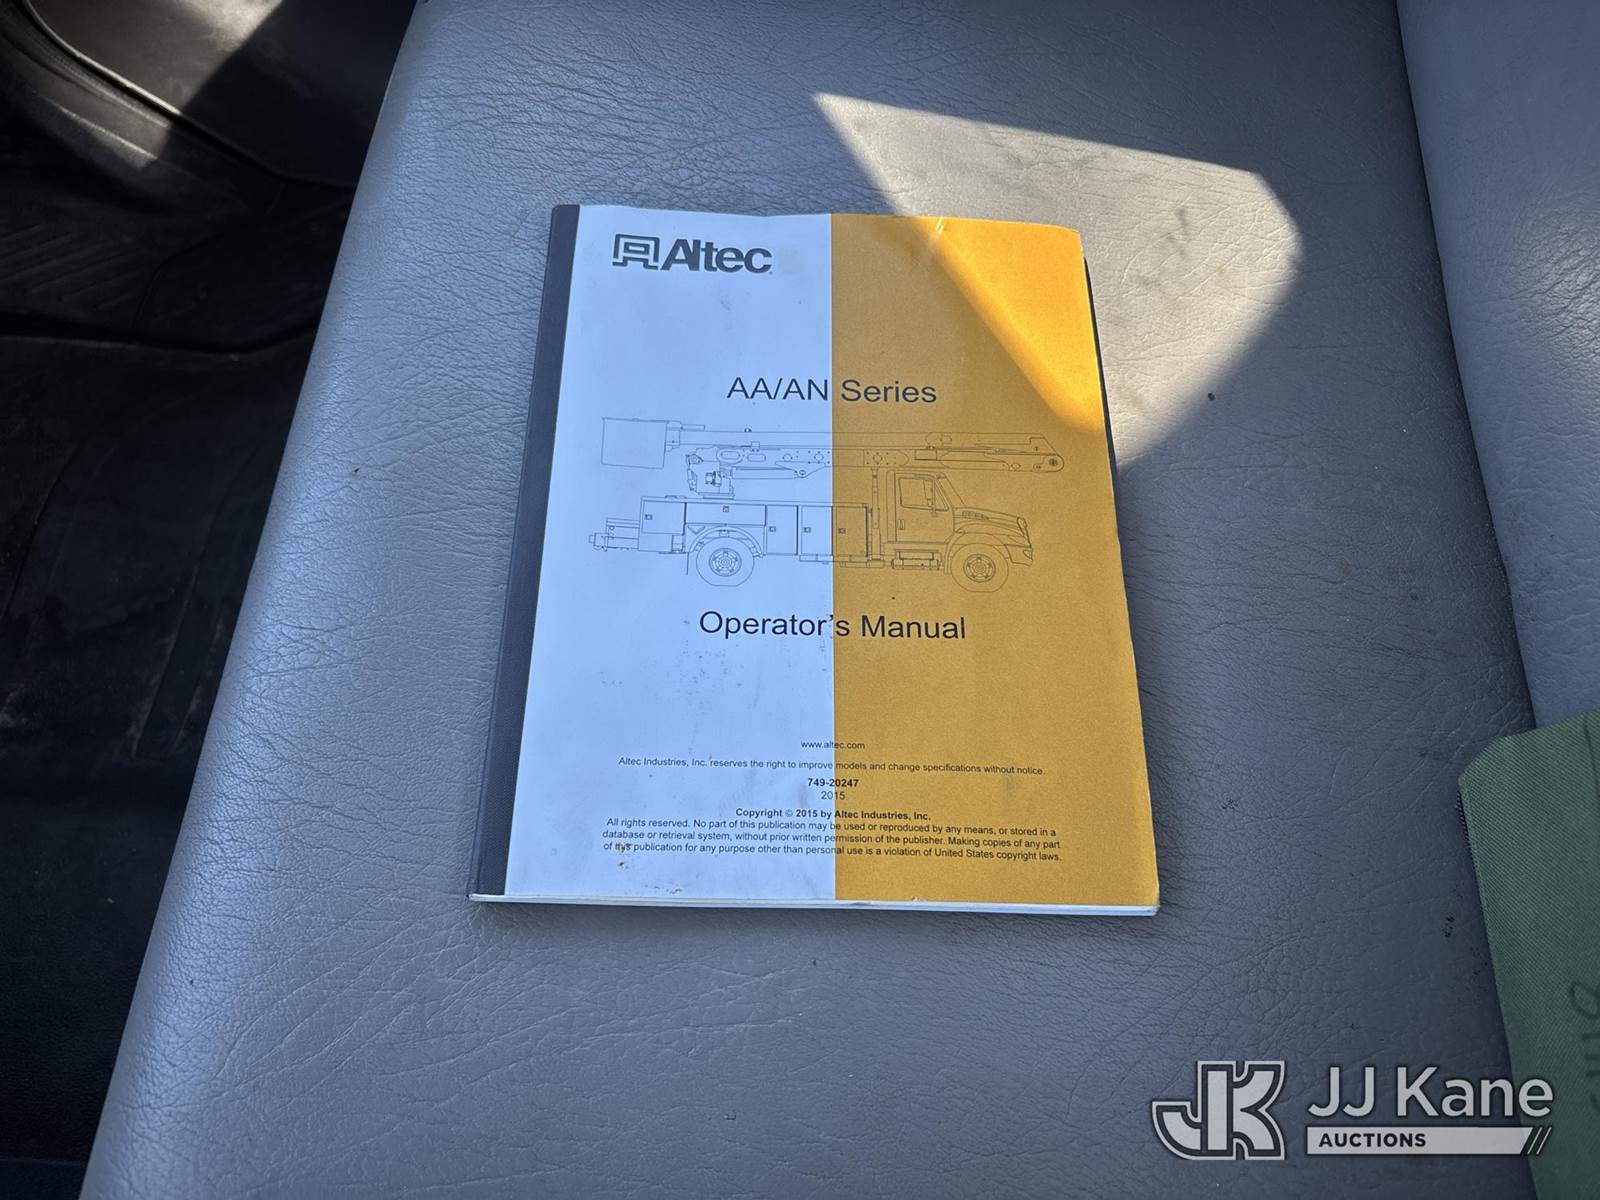 Altec
AA/AN Series
Operator's Manual
www.altec.com
Altec Industries, Inc. reserves the right to improve models and change specifications without notice.
749-20247
2015
Copyright © 2015 by Altec Industries, Inc.
All rights reserved. No part of this publication may be used or reproduced by any means, or stored in a
database or retrieval system, without prior written permission of the publisher. Making copies of any part
of this publication for any purpose other than personal use is a violation of United States copyright laws.
JK JJ Kane
AUCTIONS